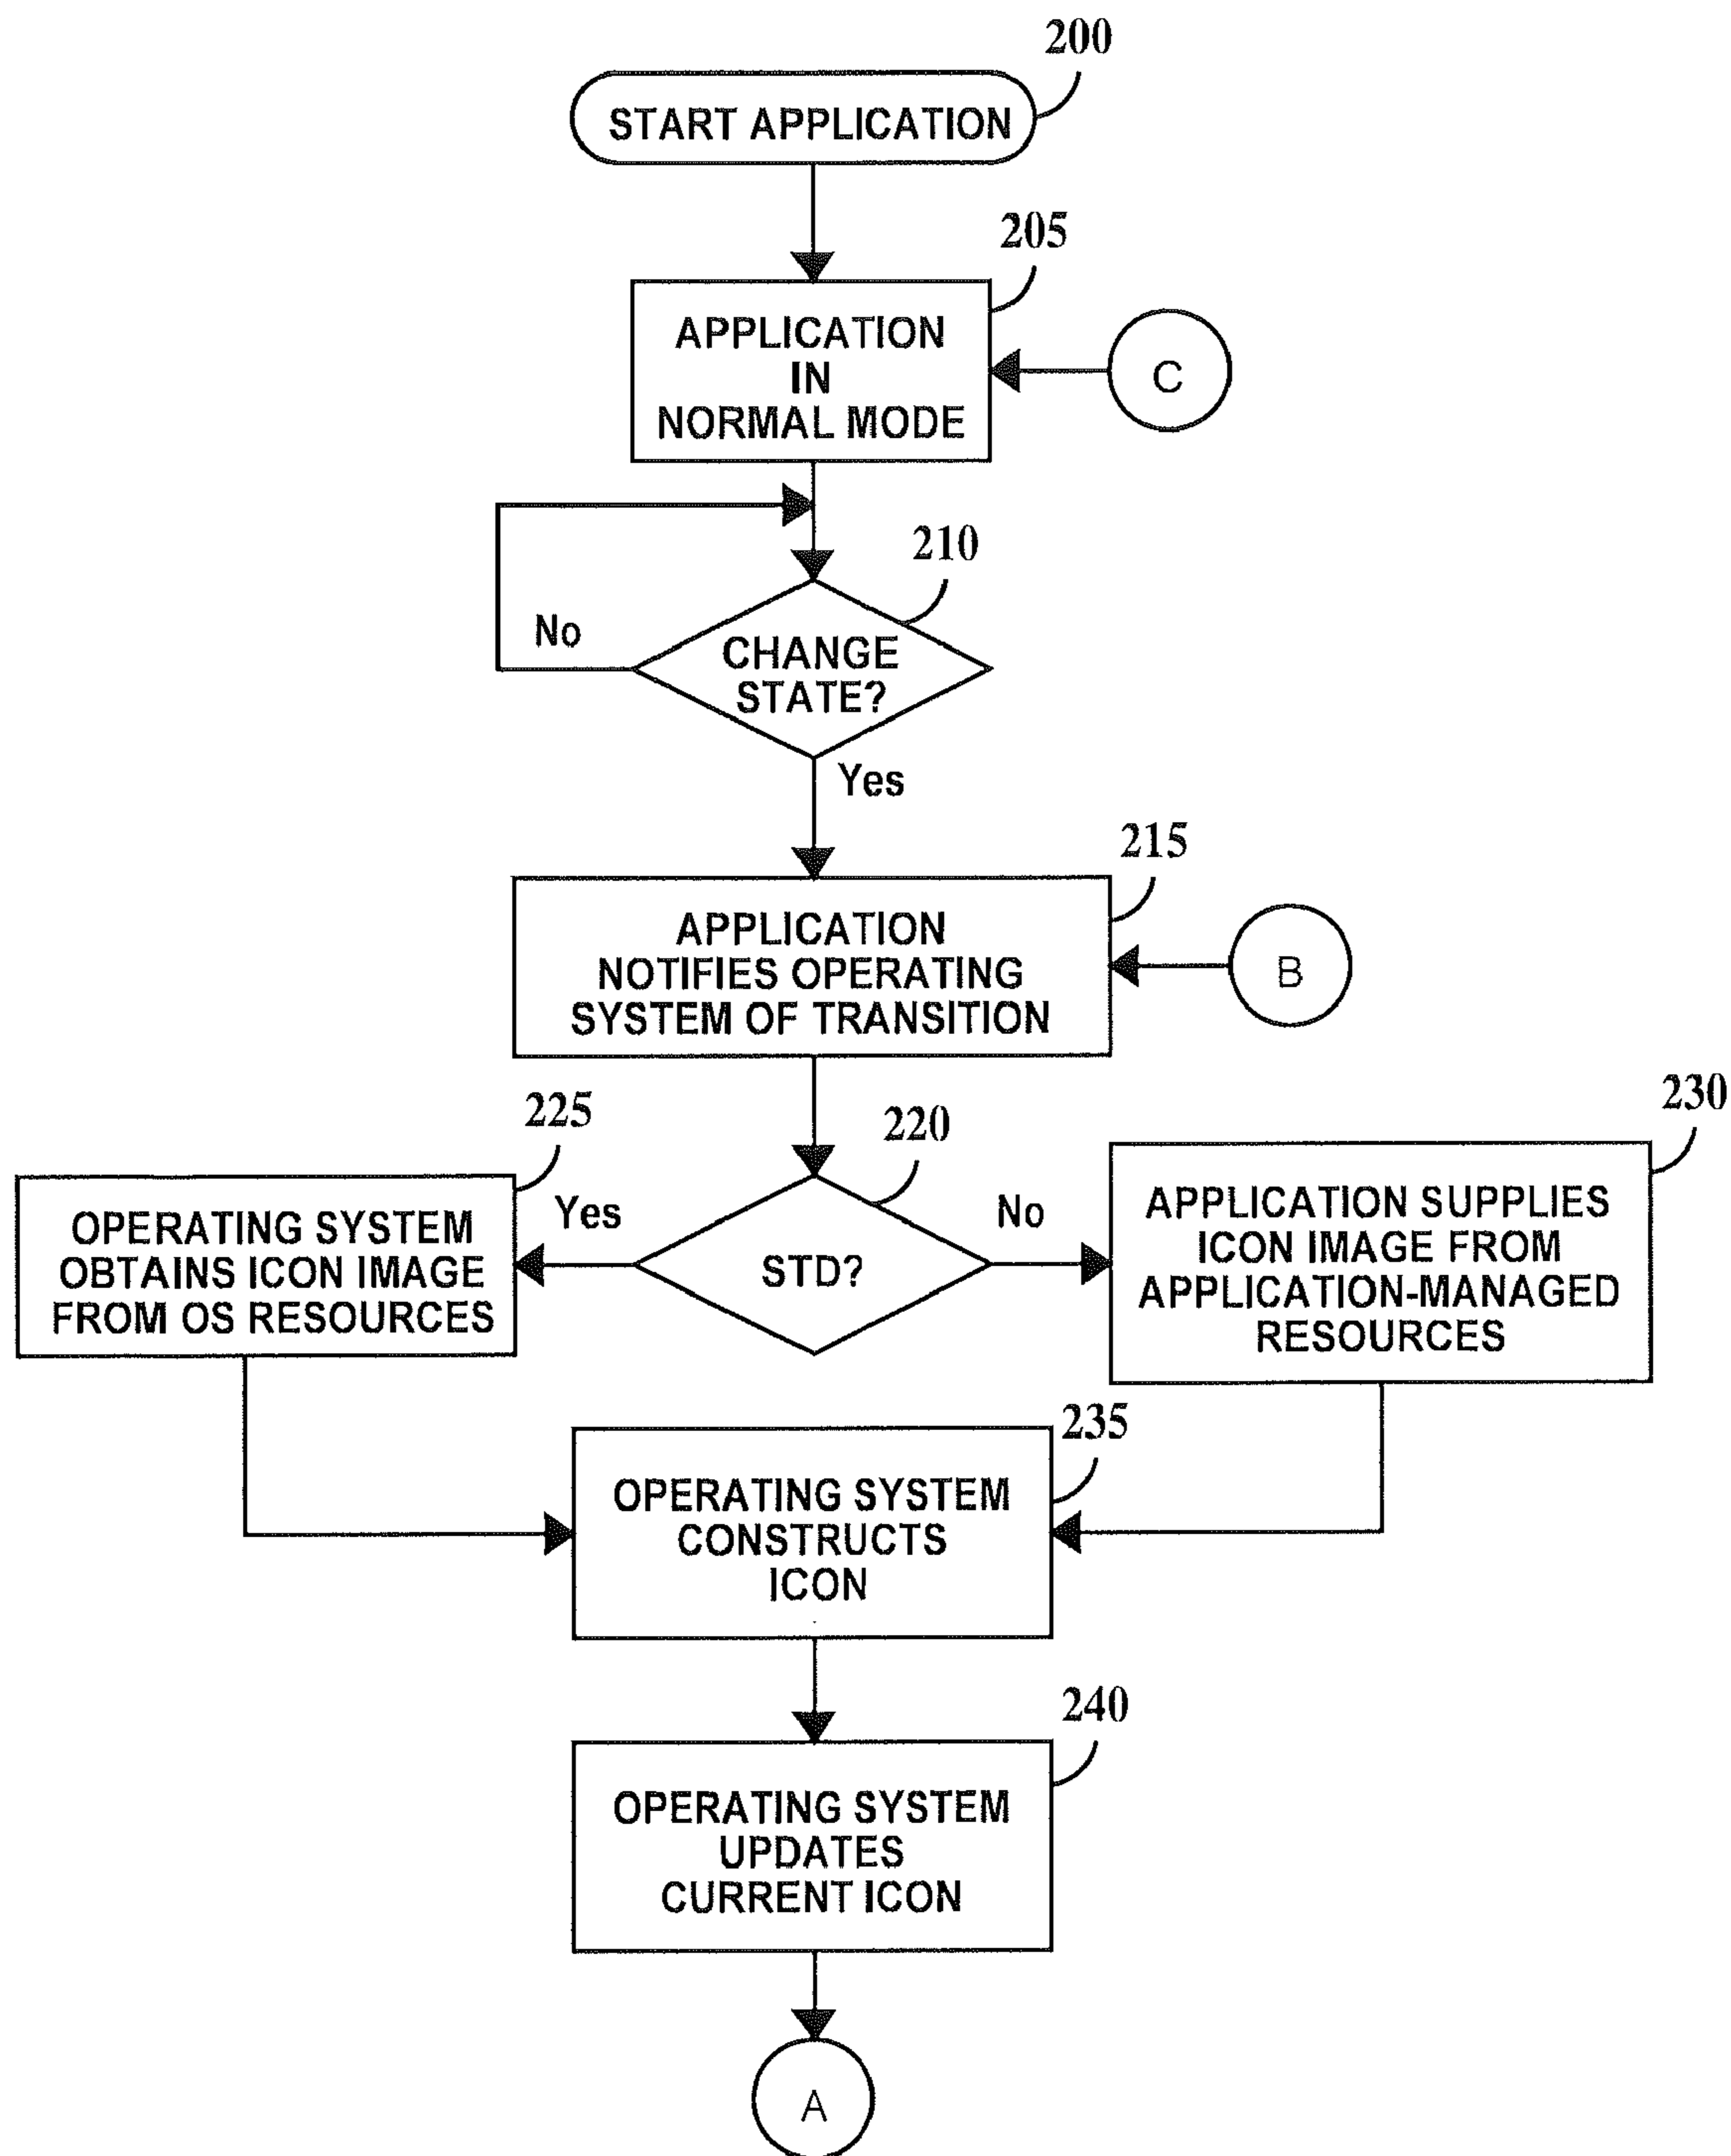 200
START APPLICATION
205
APPLICATION
IN
NORMAL MODE
C
210
No
CHANGE
STATE?
Yes
215
APPLICATION
NOTIFIES OPERATING
SYSTEM OF TRANSITION
B
225
220
230
OPERATING SYSTEM
OBTAINS ICON IMAGE
FROM OS RESOURCES
Yes
STD?
No
APPLICATION SUPPLIES
ICON IMAGE FROM
APPLICATION-MANAGED
RESOURCES
235
OPERATING SYSTEM
CONSTRUCTS
ICON
240
OPERATING SYSTEM
UPDATES
CURRENT ICON
A